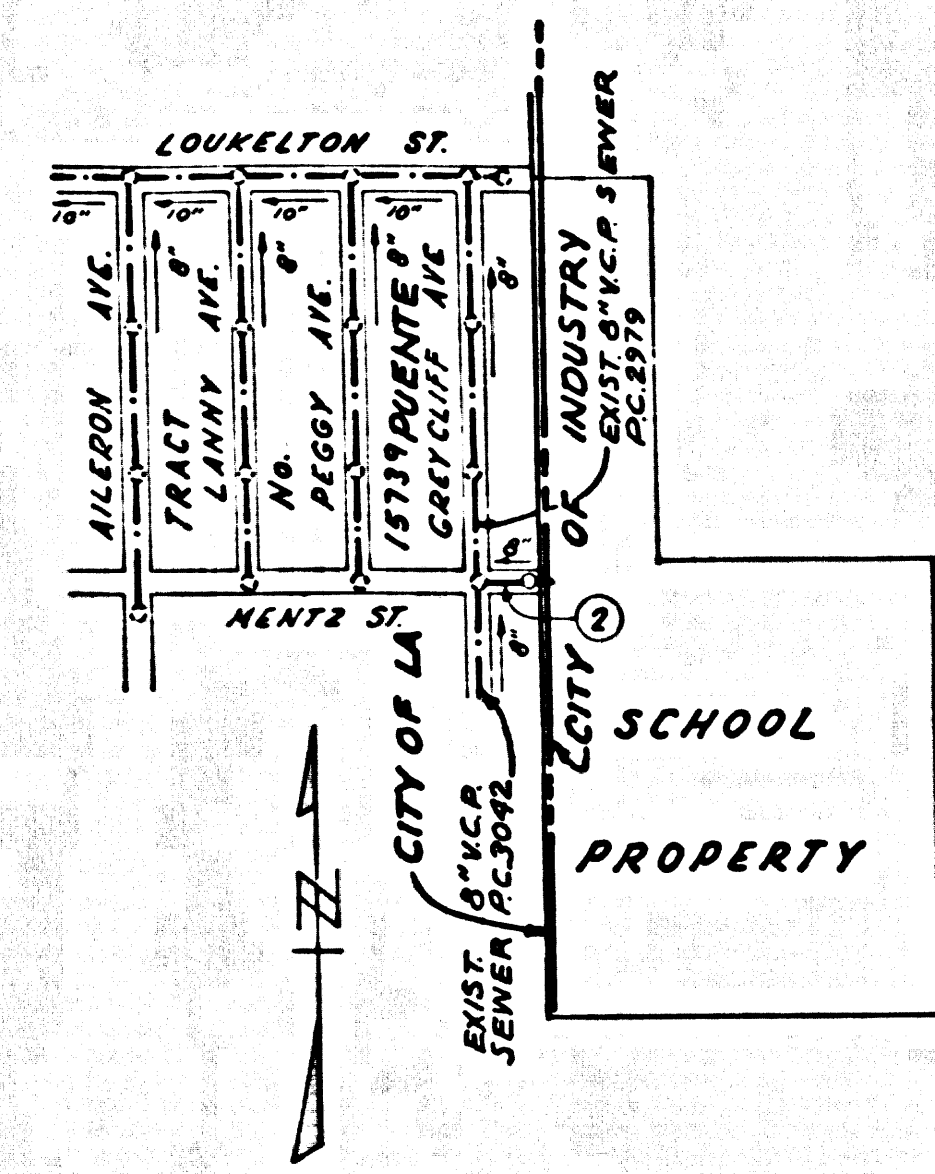 LOUKELTON ST.
10"
10"
10"
10"
8"
8"
8"
8"
AILERON AVE.
TRACT
LANNY AVE.
No.
PEGGY AVE.
15739 PUENTE
GREYCLIFF AVE
CITY OF INDUSTRY
EXIST. 8" V.C.P. SEWER
P.C. 2979
8"
MENTZ ST.
2
8"
CITY OF LA
EXIST. 8" V.C.P.
SEWER P.C. 3042
SCHOOL
PROPERTY
N